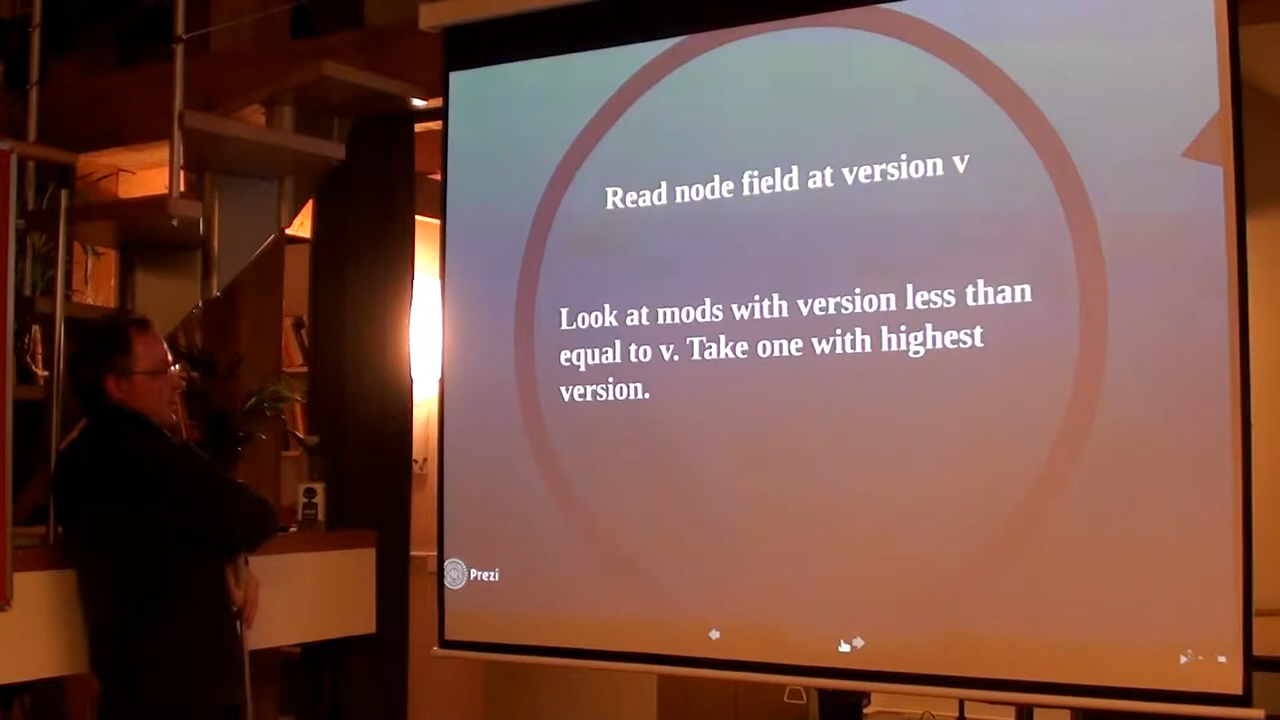 Read node field at version v
Look at mods with version less than
equal to v. Take one with highest
version.
Prezi